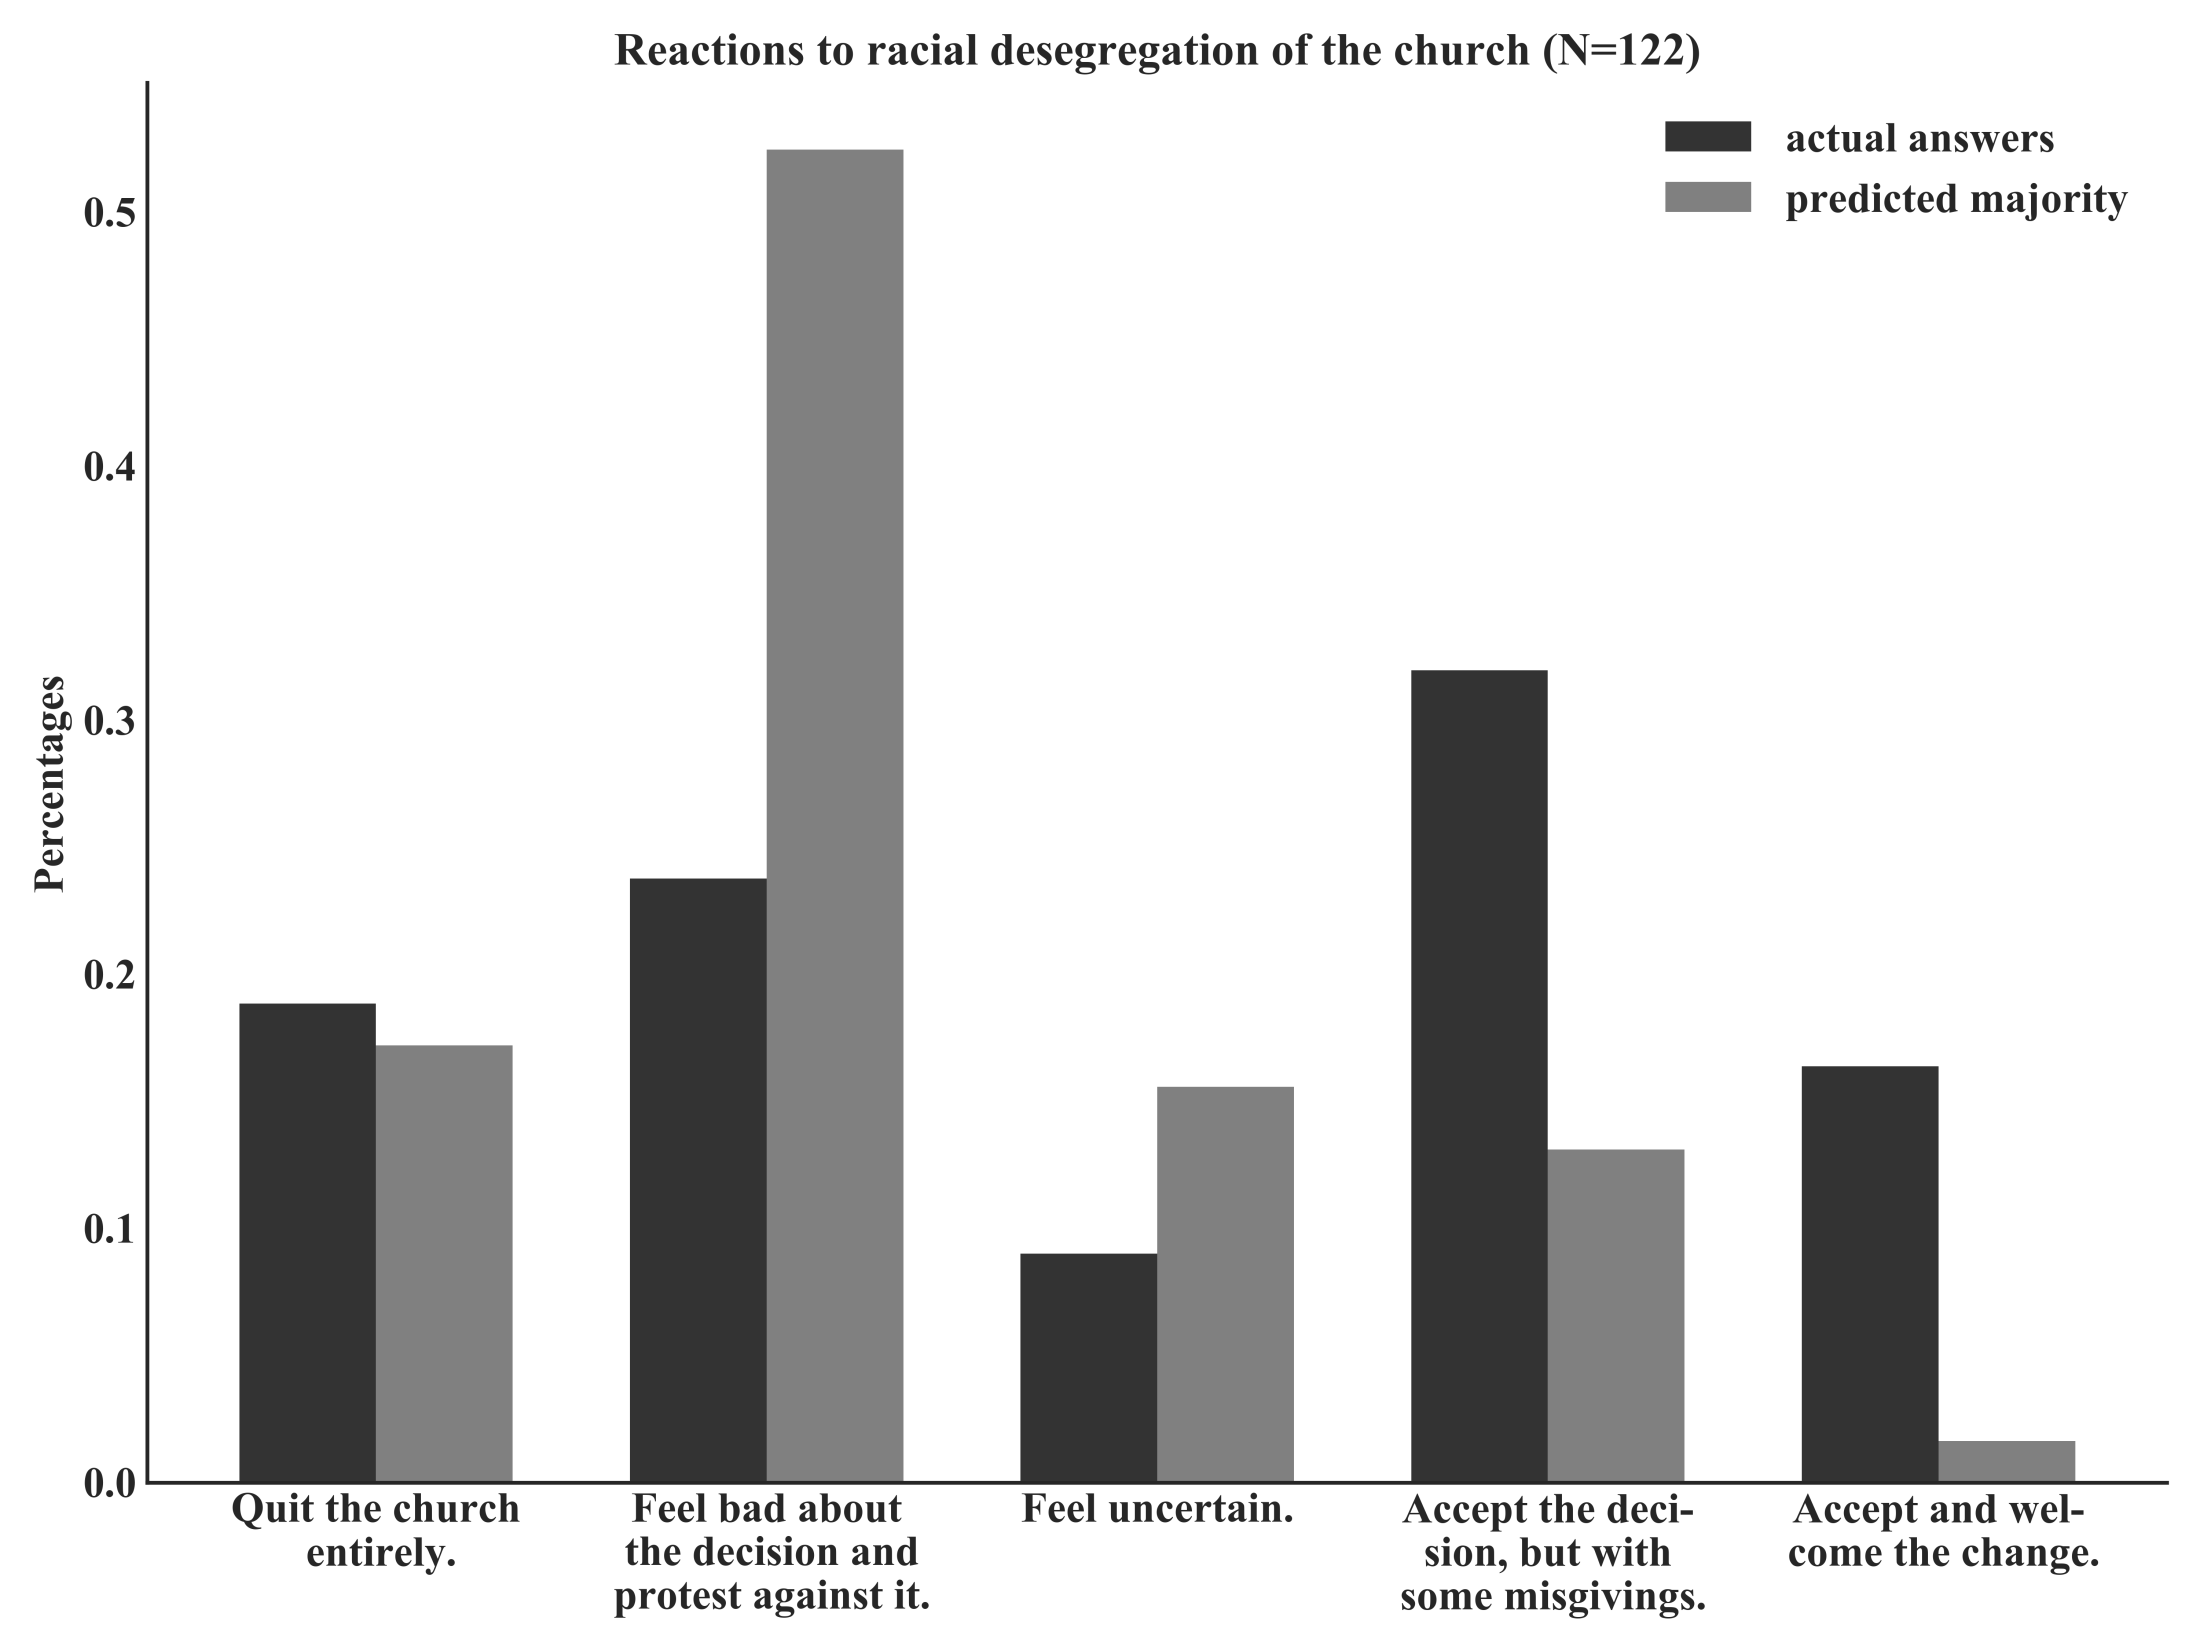 Reactions to racial desegregation of the church (N=122)
actual answers
predicted majority
Percentages
0.5
0.4
0.3
0.2
0.1
0.0
Quit the church
entirely.
Feel bad about
the decision and
protest against it.
Feel uncertain.
Accept the deci-
sion, but with
some misgivings.
Accept and wel-
come the change.